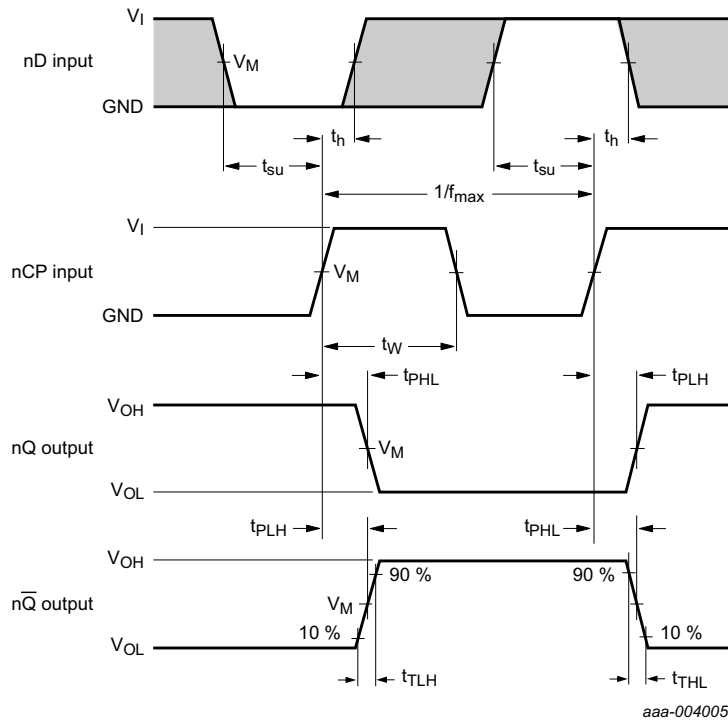 V_I
nD input
V_M
GND
t_h
t_h
t_su
t_su
1/f_max
V_I
nCP input
V_M
GND
t_W
t_PHL
t_PLH
V_OH
nQ output
V_M
V_OL
t_PLH
t_PHL
V_OH
90 %
90 %
nQ̅ output
V_M
10 %
10 %
V_OL
t_TLH
t_THL
aaa-004005